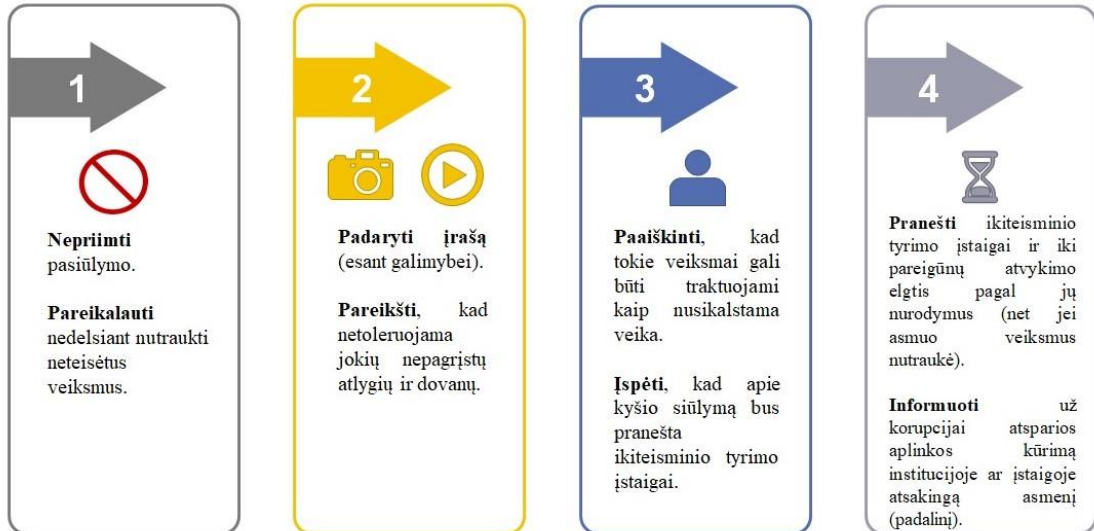 1
Nepriimti
pasiūlymo.
Pareikalauti
nedelsiant nutraukti
neteisėtus
veiksmus.
2
Padaryti įrašą
(esant galimybei).
Pareikšti, kad
netoleruojama
jokių nepagrįstų
atlygių ir dovanų.
3
Paaiškinti, kad
tokie veiksmai gali
būti traktuojami
kaip nusikalstama
veika.
Įspėti, kad apie
kyšio siūlymą bus
pranešta
ikiteisminio tyrimo
įstaigai.
4
Pranešti ikiteisminio
tyrimo įstaigai ir iki
pareigūnų atvykimo
elgtis pagal jų
nurodymus (net jei
asmuo veiksmus
nutraukė).
Informuoti už
korupcijai atsparios
aplinkos kūrimą
institucijoje ar įstaigoje
atsakingą asmenį
(padalinį).